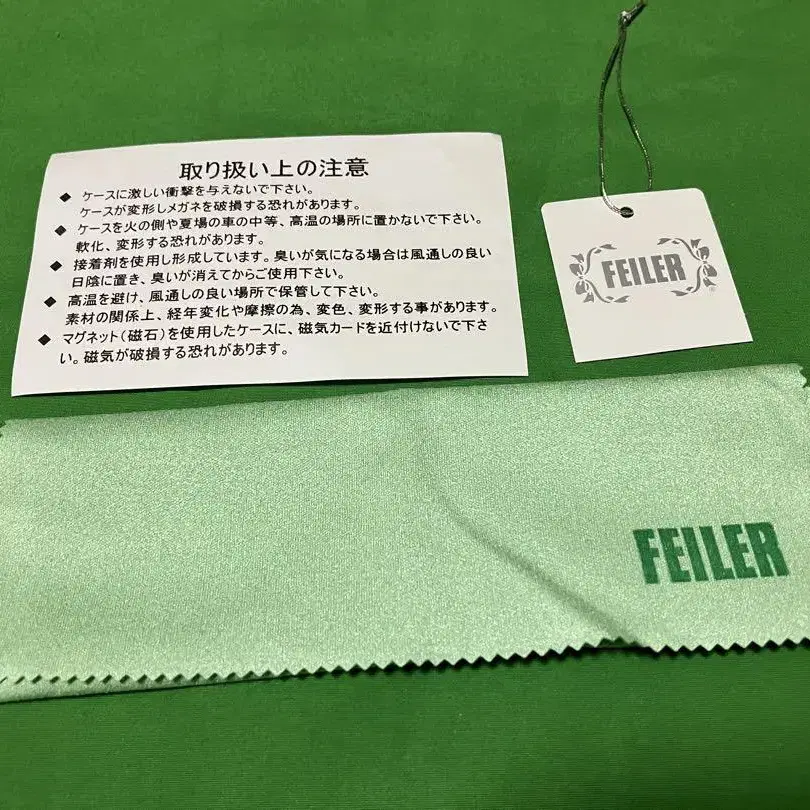 取り扱い上の注意
◆ ケースに激しい衝撃を与えないで下さい。
ケースが変形しメガネを破損する恐れがあります。
◆ ケースを火の側や夏場の車の中等、高温の場所に置かないで下さい。
軟化、変形する恐れがあります。
◆ 接着剤を使用し形成しています。臭いが気になる場合は風通しの良い
日陰に置き、臭いが消えてからご使用下さい。
◆ 高温を避け、風通しの良い場所で保管して下さい。
素材の関係上、経年変化や摩擦の為、変色、変形する事があります。
◆ マグネット(磁石)を使用したケースに、磁気カードを近付けないで下さ
い。磁気が破損する恐れがあります。
FEILER
®
FEILER